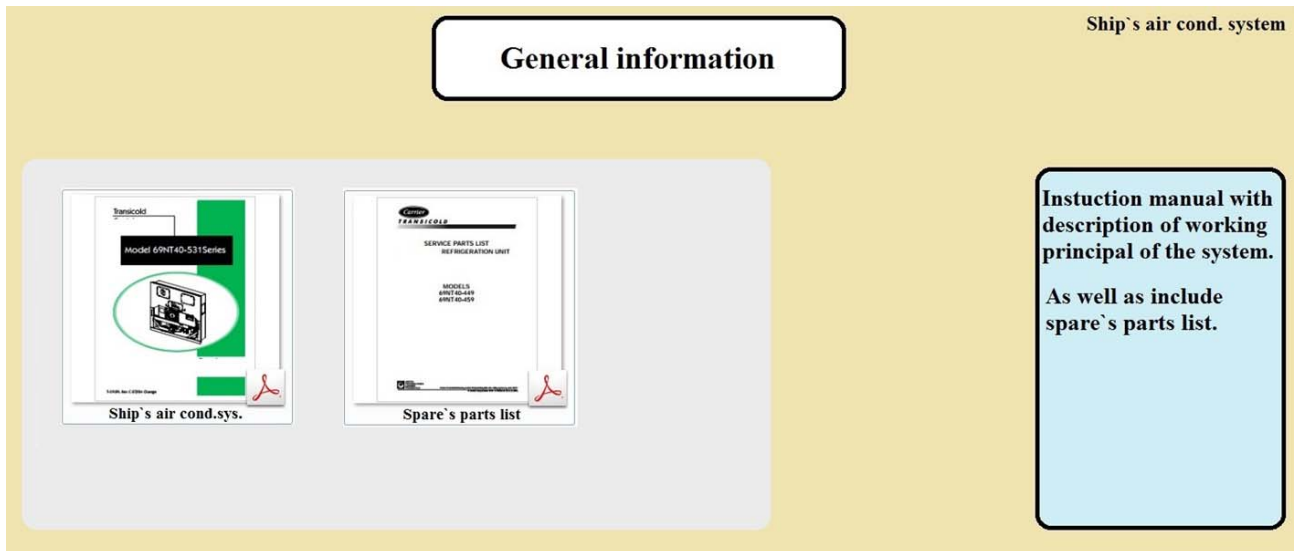 Ship`s air cond. system
General information
Transicold
Model 69NT40-531Series
Ship`s air cond.sys.
Carrier
TRANSICOLD
SERVICE PARTS LIST
REFRIGERATION UNIT
MODELS
69NT40-449
69NT40-459
Spare`s parts list
Instuction manual with
description of working
principal of the system.
As well as include
spare`s parts list.